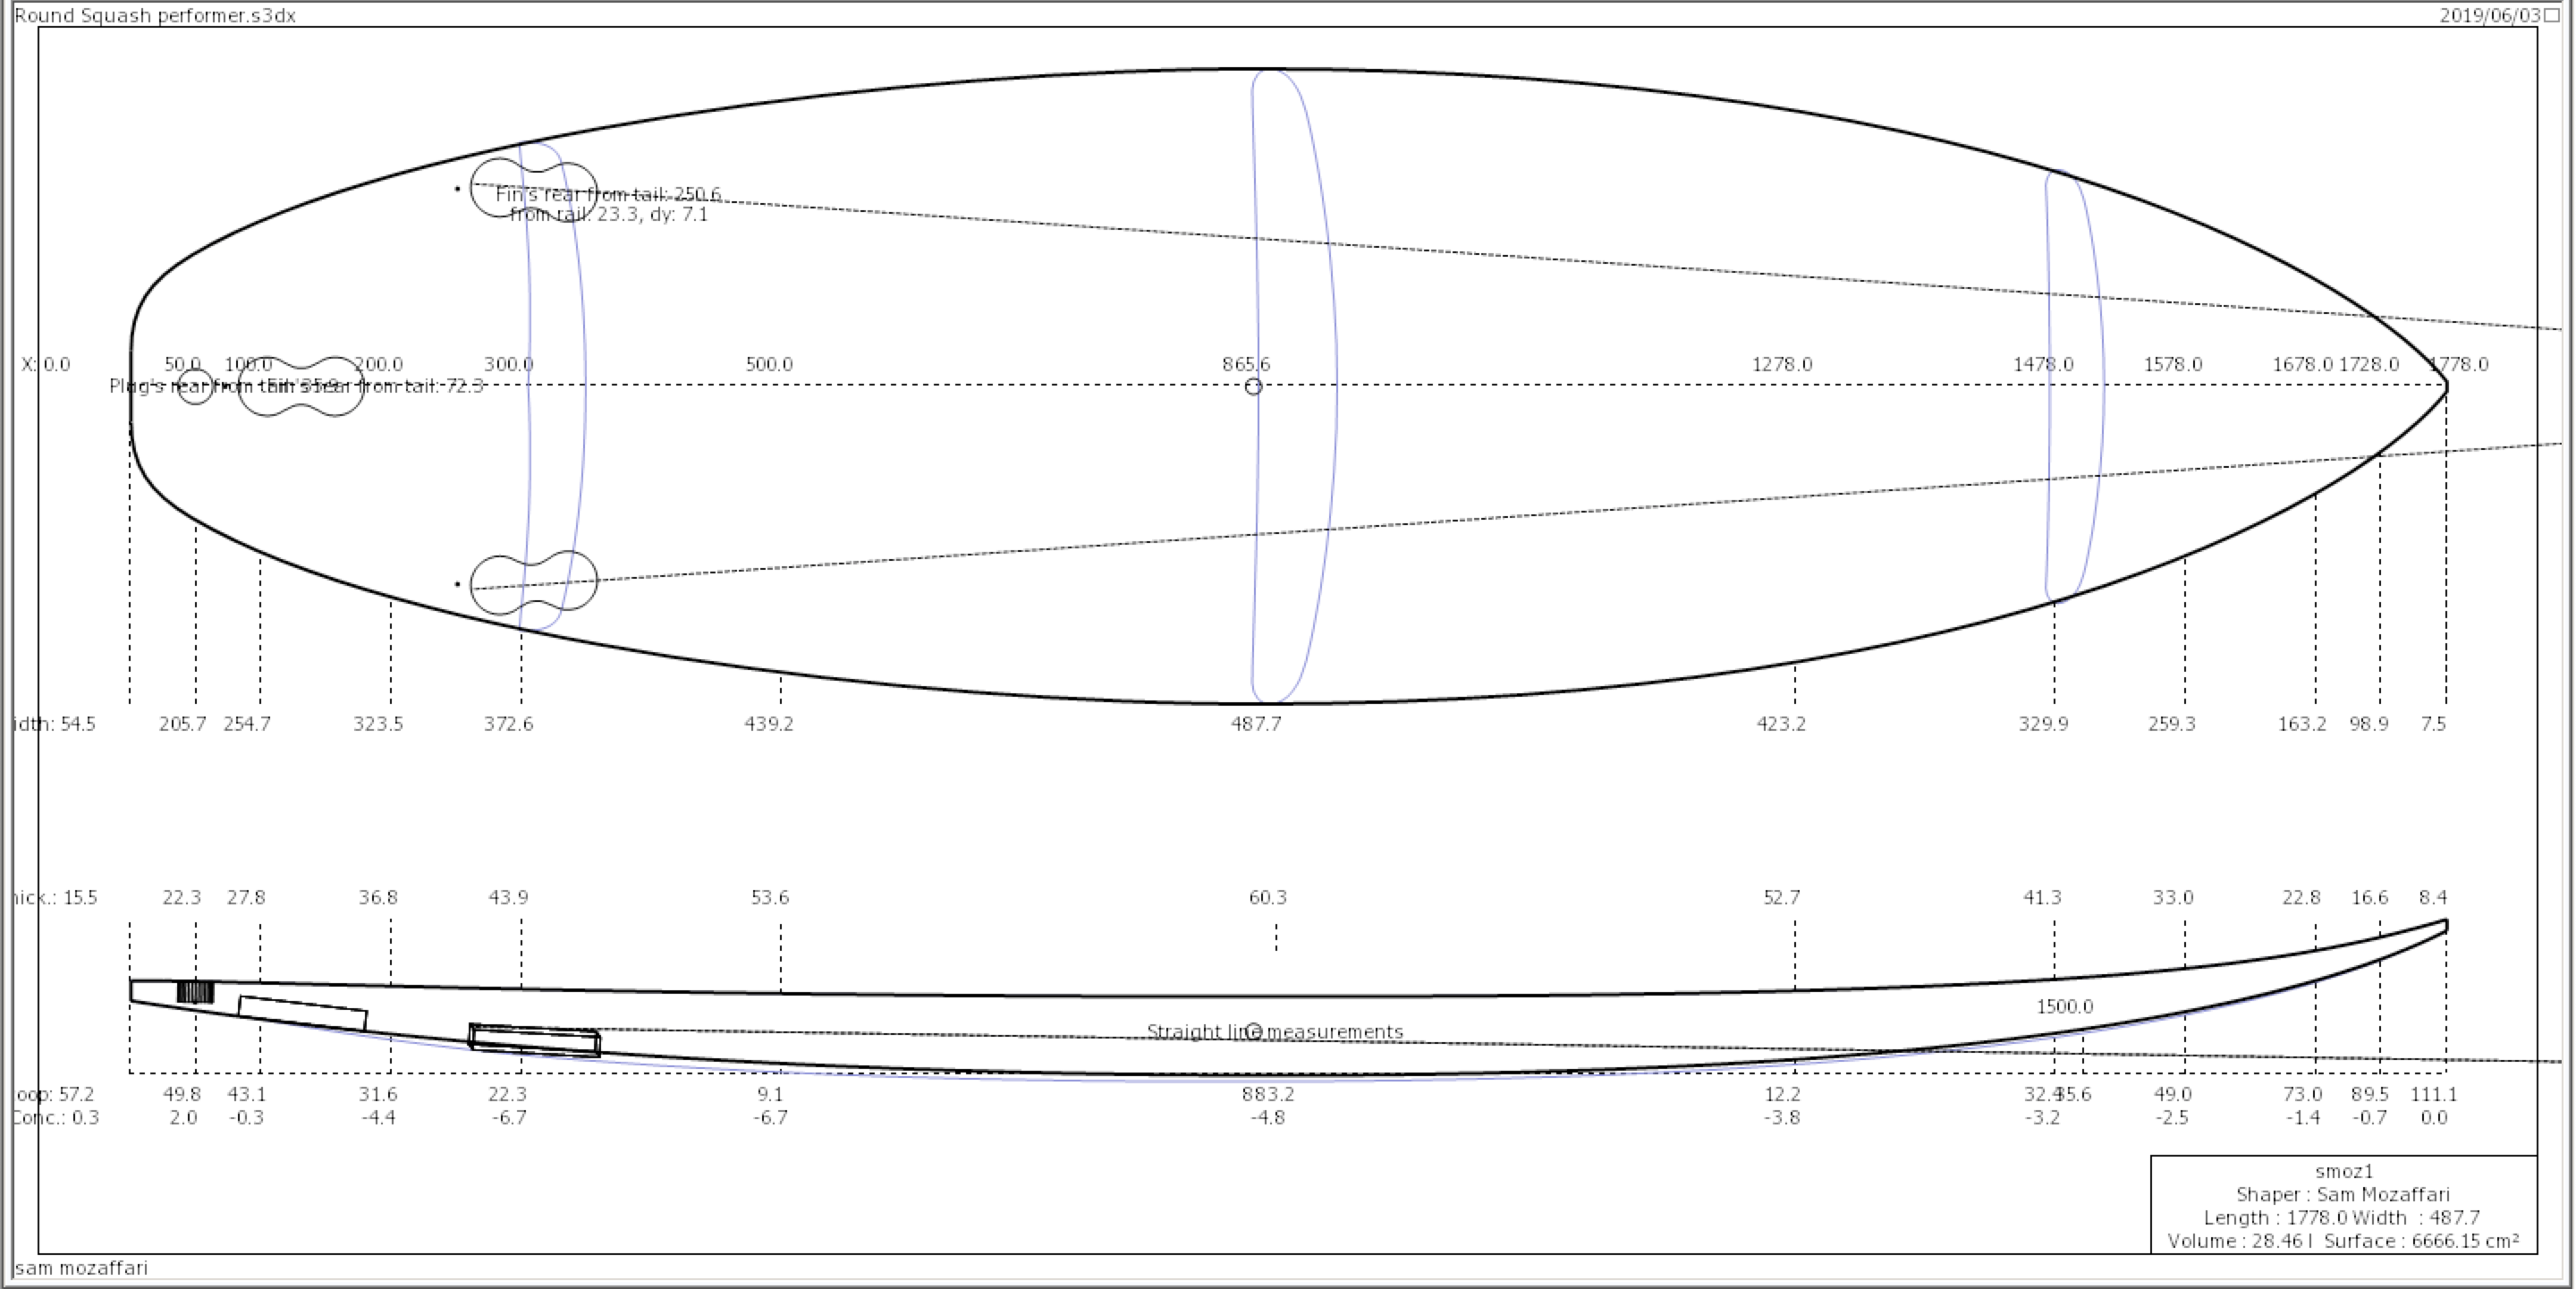 Round Squash performer.s3dx 2019/06/03
Fin's rear from tail: 250.6
from rail: 23.3, dy: 7.1
X: 0.0 50.0 100.0 200.0 300.0 500.0 865.6 1278.0 1478.0 1578.0 1678.0 1728.0 1778.0
Plug's rear from tail: Fin's rear from tail: 72.3
idth: 54.5 205.7 254.7 323.5 372.6 439.2 487.7 423.2 329.9 259.3 163.2 98.9 7.5
ick.: 15.5 22.3 27.8 36.8 43.9 53.6 60.3 52.7 41.3 33.0 22.8 16.6 8.4
1500.0
Straight line measurements
oop: 57.2 49.8 43.1 31.6 22.3 9.1 883.2 12.2 32.4 35.6 49.0 73.0 89.5 111.1
Conc.: 0.3 2.0 -0.3 -4.4 -6.7 -6.7 -4.8 -3.8 -3.2 -2.5 -1.4 -0.7 0.0
smoz1
Shaper : Sam Mozaffari
Length : 1778.0 Width : 487.7
Volume : 28.46 l Surface : 6666.15 cm²
sam mozaffari